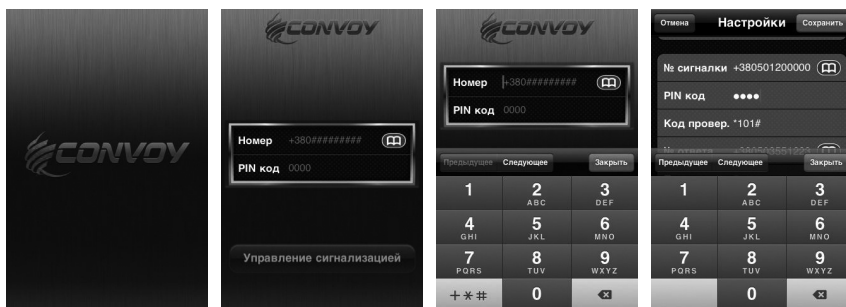 CONVOY
CONVOY
Номер +380#########
PIN код 0000
Управление сигнализацией
CONVOY
Номер +380#########
PIN код 0000
Предыдущее Следующее Закрыть
1 2 3
ABC DEF
4 5 6
GHI JKL MNO
7 8 9
PQRS TUV WXYZ
+*# 0
Отмена Настройки Сохранить
№ сигналки +380501200000
PIN код ●●●●
Код провер. *101#
№ ответа +380503551223
Предыдущее Следующее Закрыть
1 2 3
ABC DEF
4 5 6
GHI JKL MNO
7 8 9
PQRS TUV WXYZ
0